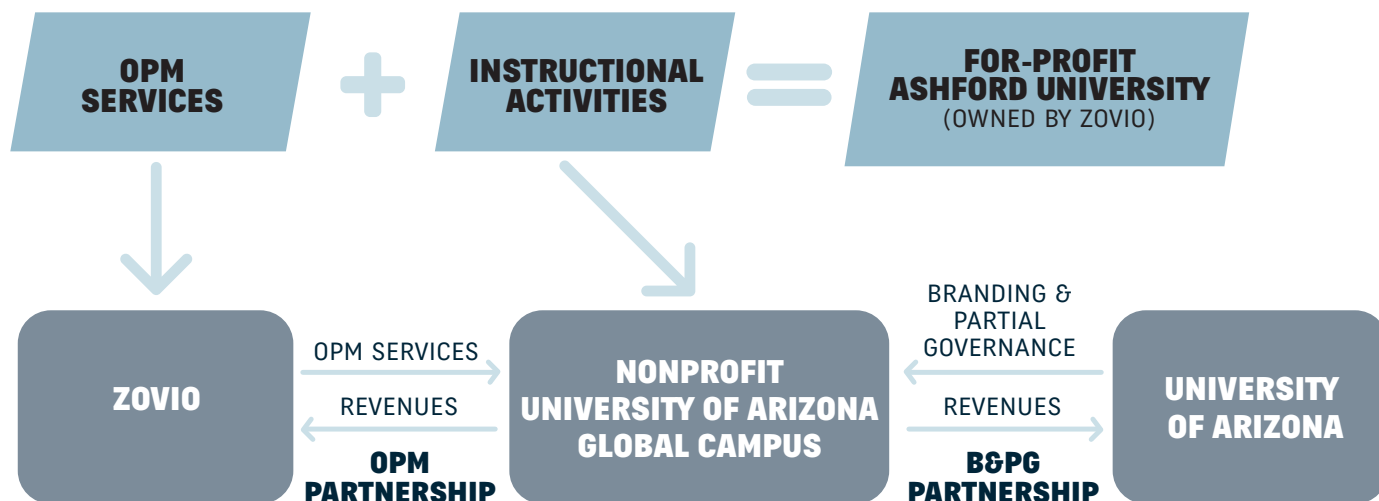 OPM
SERVICES
INSTRUCTIONAL
ACTIVITIES
FOR-PROFIT
ASHFORD UNIVERSITY
(OWNED BY ZOVIO)
ZOVIO
OPM SERVICES
REVENUES
OPM
PARTNERSHIP
NONPROFIT
UNIVERSITY OF ARIZONA
GLOBAL CAMPUS
BRANDING &
PARTIAL
GOVERNANCE
REVENUES
B&PG
PARTNERSHIP
UNIVERSITY
OF ARIZONA